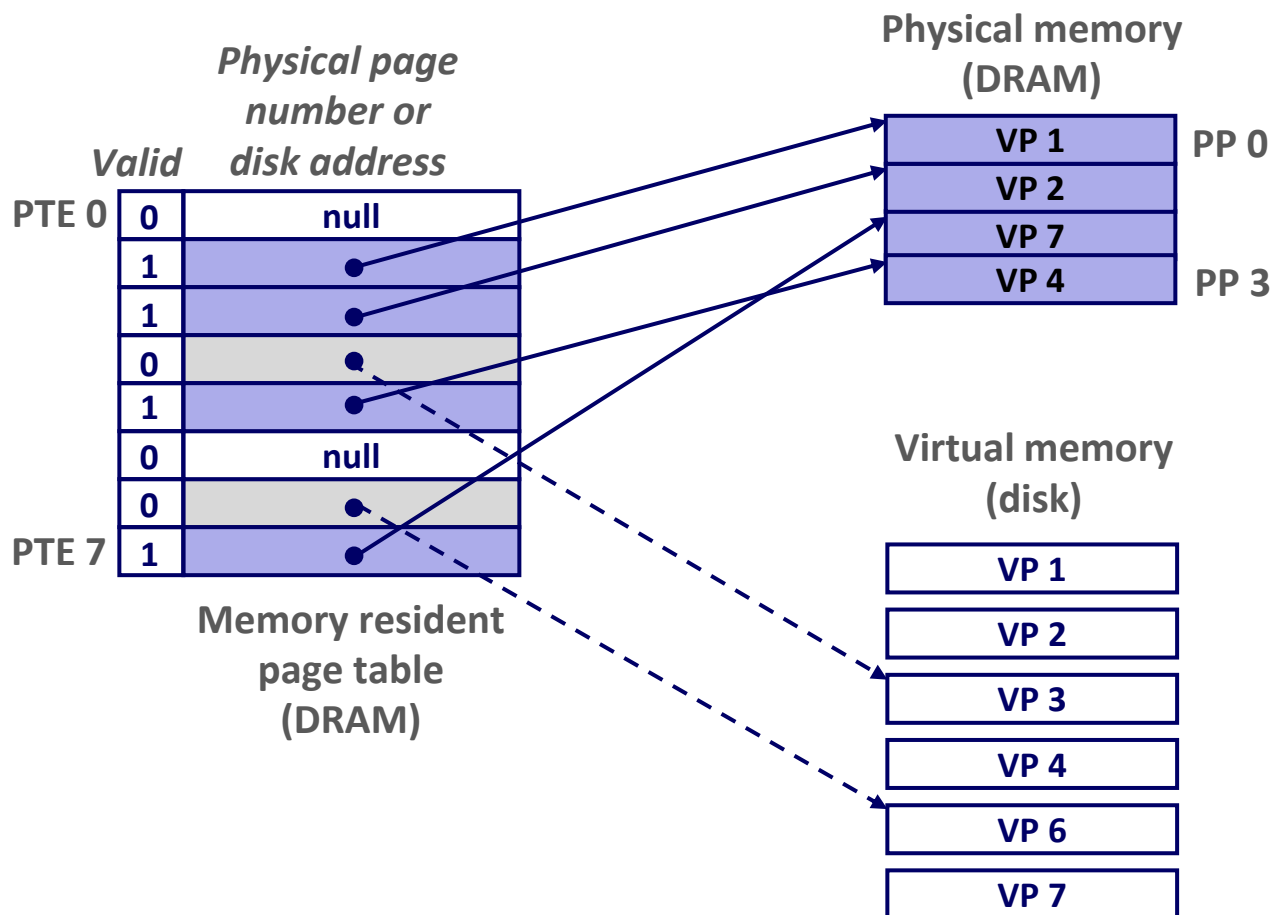 Physical memory
(DRAM)
Physical page
number or
disk address
Valid
VP 1
PP 0
VP 2
VP 7
VP 4
PP 3
PTE 0
0
null
1
1
0
1
0
null
0
PTE 7
1
Memory resident
page table
(DRAM)
Virtual memory
(disk)
VP 1
VP 2
VP 3
VP 4
VP 6
VP 7